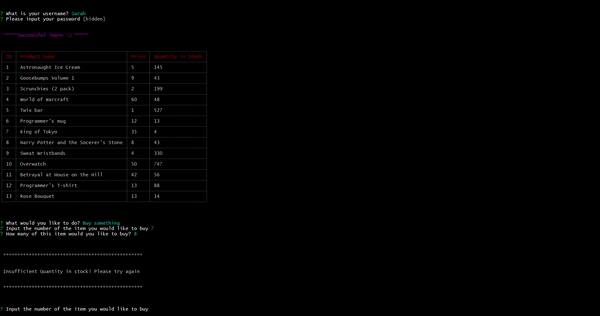 ? What is your username? Sarah
? Please input your password [hidden]
******Successful login :) ******
ID Product Name Price Quantity in Stock
1 Astronaught Ice Cream 5 145
2 Goosebumps Volume 1 9 43
3 Scrunchies (2 pack) 2 199
4 World of Warcraft 60 48
5 Twix bar 1 527
6 Programmer's mug 12 13
7 King of Tokyo 35 4
8 Harry Potter and the Socerer's Stone 8 43
9 Sweat Wristbands 4 330
10 Overwatch 50 747
11 Betrayal at House on the Hill 42 56
12 Programmer's T-shirt 13 88
13 Rose Bouquet 13 14
? What would you like to do? Buy something
? Input the number of the item you would like to buy 7
? How many of this item would you like to buy? 8
Insufficient Quantity in stock! Please try again
? Input the number of the item you would like to buy